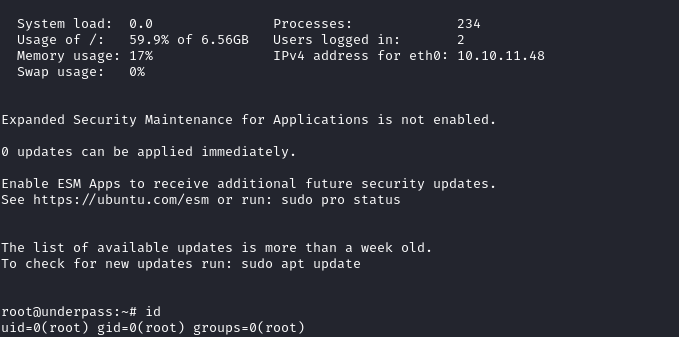 System load:  0.0               Processes:             234
Usage of /:   59.9% of 6.56GB   Users logged in:       2
Memory usage: 17%               IPv4 address for eth0: 10.10.11.48
Swap usage:   0%
Expanded Security Maintenance for Applications is not enabled.
0 updates can be applied immediately.
Enable ESM Apps to receive additional future security updates.
See https://ubuntu.com/esm or run: sudo pro status
The list of available updates is more than a week old.
To check for new updates run: sudo apt update
root@underpass:~# id
uid=0(root) gid=0(root) groups=0(root)